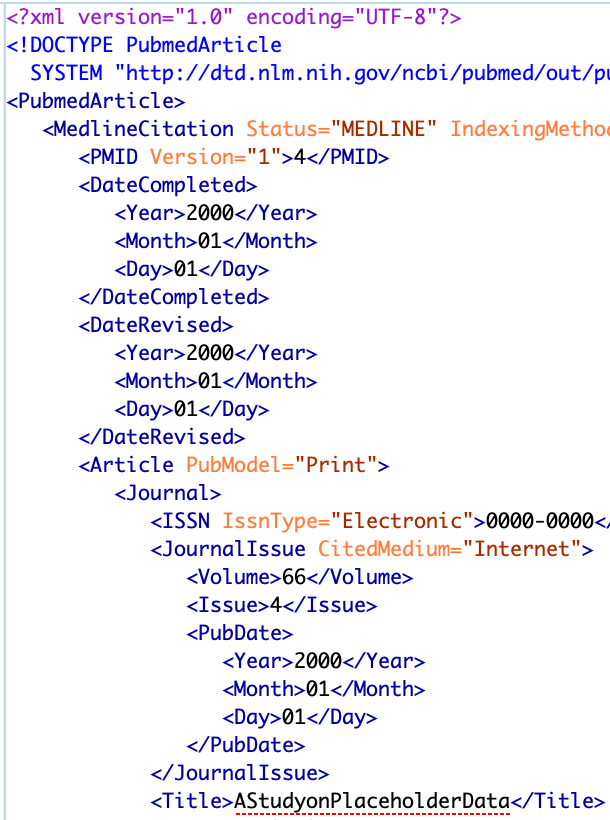 <?xml version="1.0" encoding="UTF-8"?>
<!DOCTYPE PubmedArticle
SYSTEM "http://dtd.nlm.nih.gov/ncbi/pubmed/out/pu
<PubmedArticle>
<MedlineCitation Status="MEDLINE" IndexingMethod
<PMID Version="1">4</PMID>
<DateCompleted>
<Year>2000</Year>
<Month>01</Month>
<Day>01</Day>
</DateCompleted>
<DateRevised>
<Year>2000</Year>
<Month>01</Month>
<Day>01</Day>
</DateRevised>
<Article PubModel="Print">
<Journal>
<ISSN IssnType="Electronic">0000-0000</
<JournalIssue CitedMedium="Internet">
<Volume>66</Volume>
<Issue>4</Issue>
<PubDate>
<Year>2000</Year>
<Month>01</Month>
<Day>01</Day>
</PubDate>
</JournalIssue>
<Title>AStudyonPlaceholderData</Title>